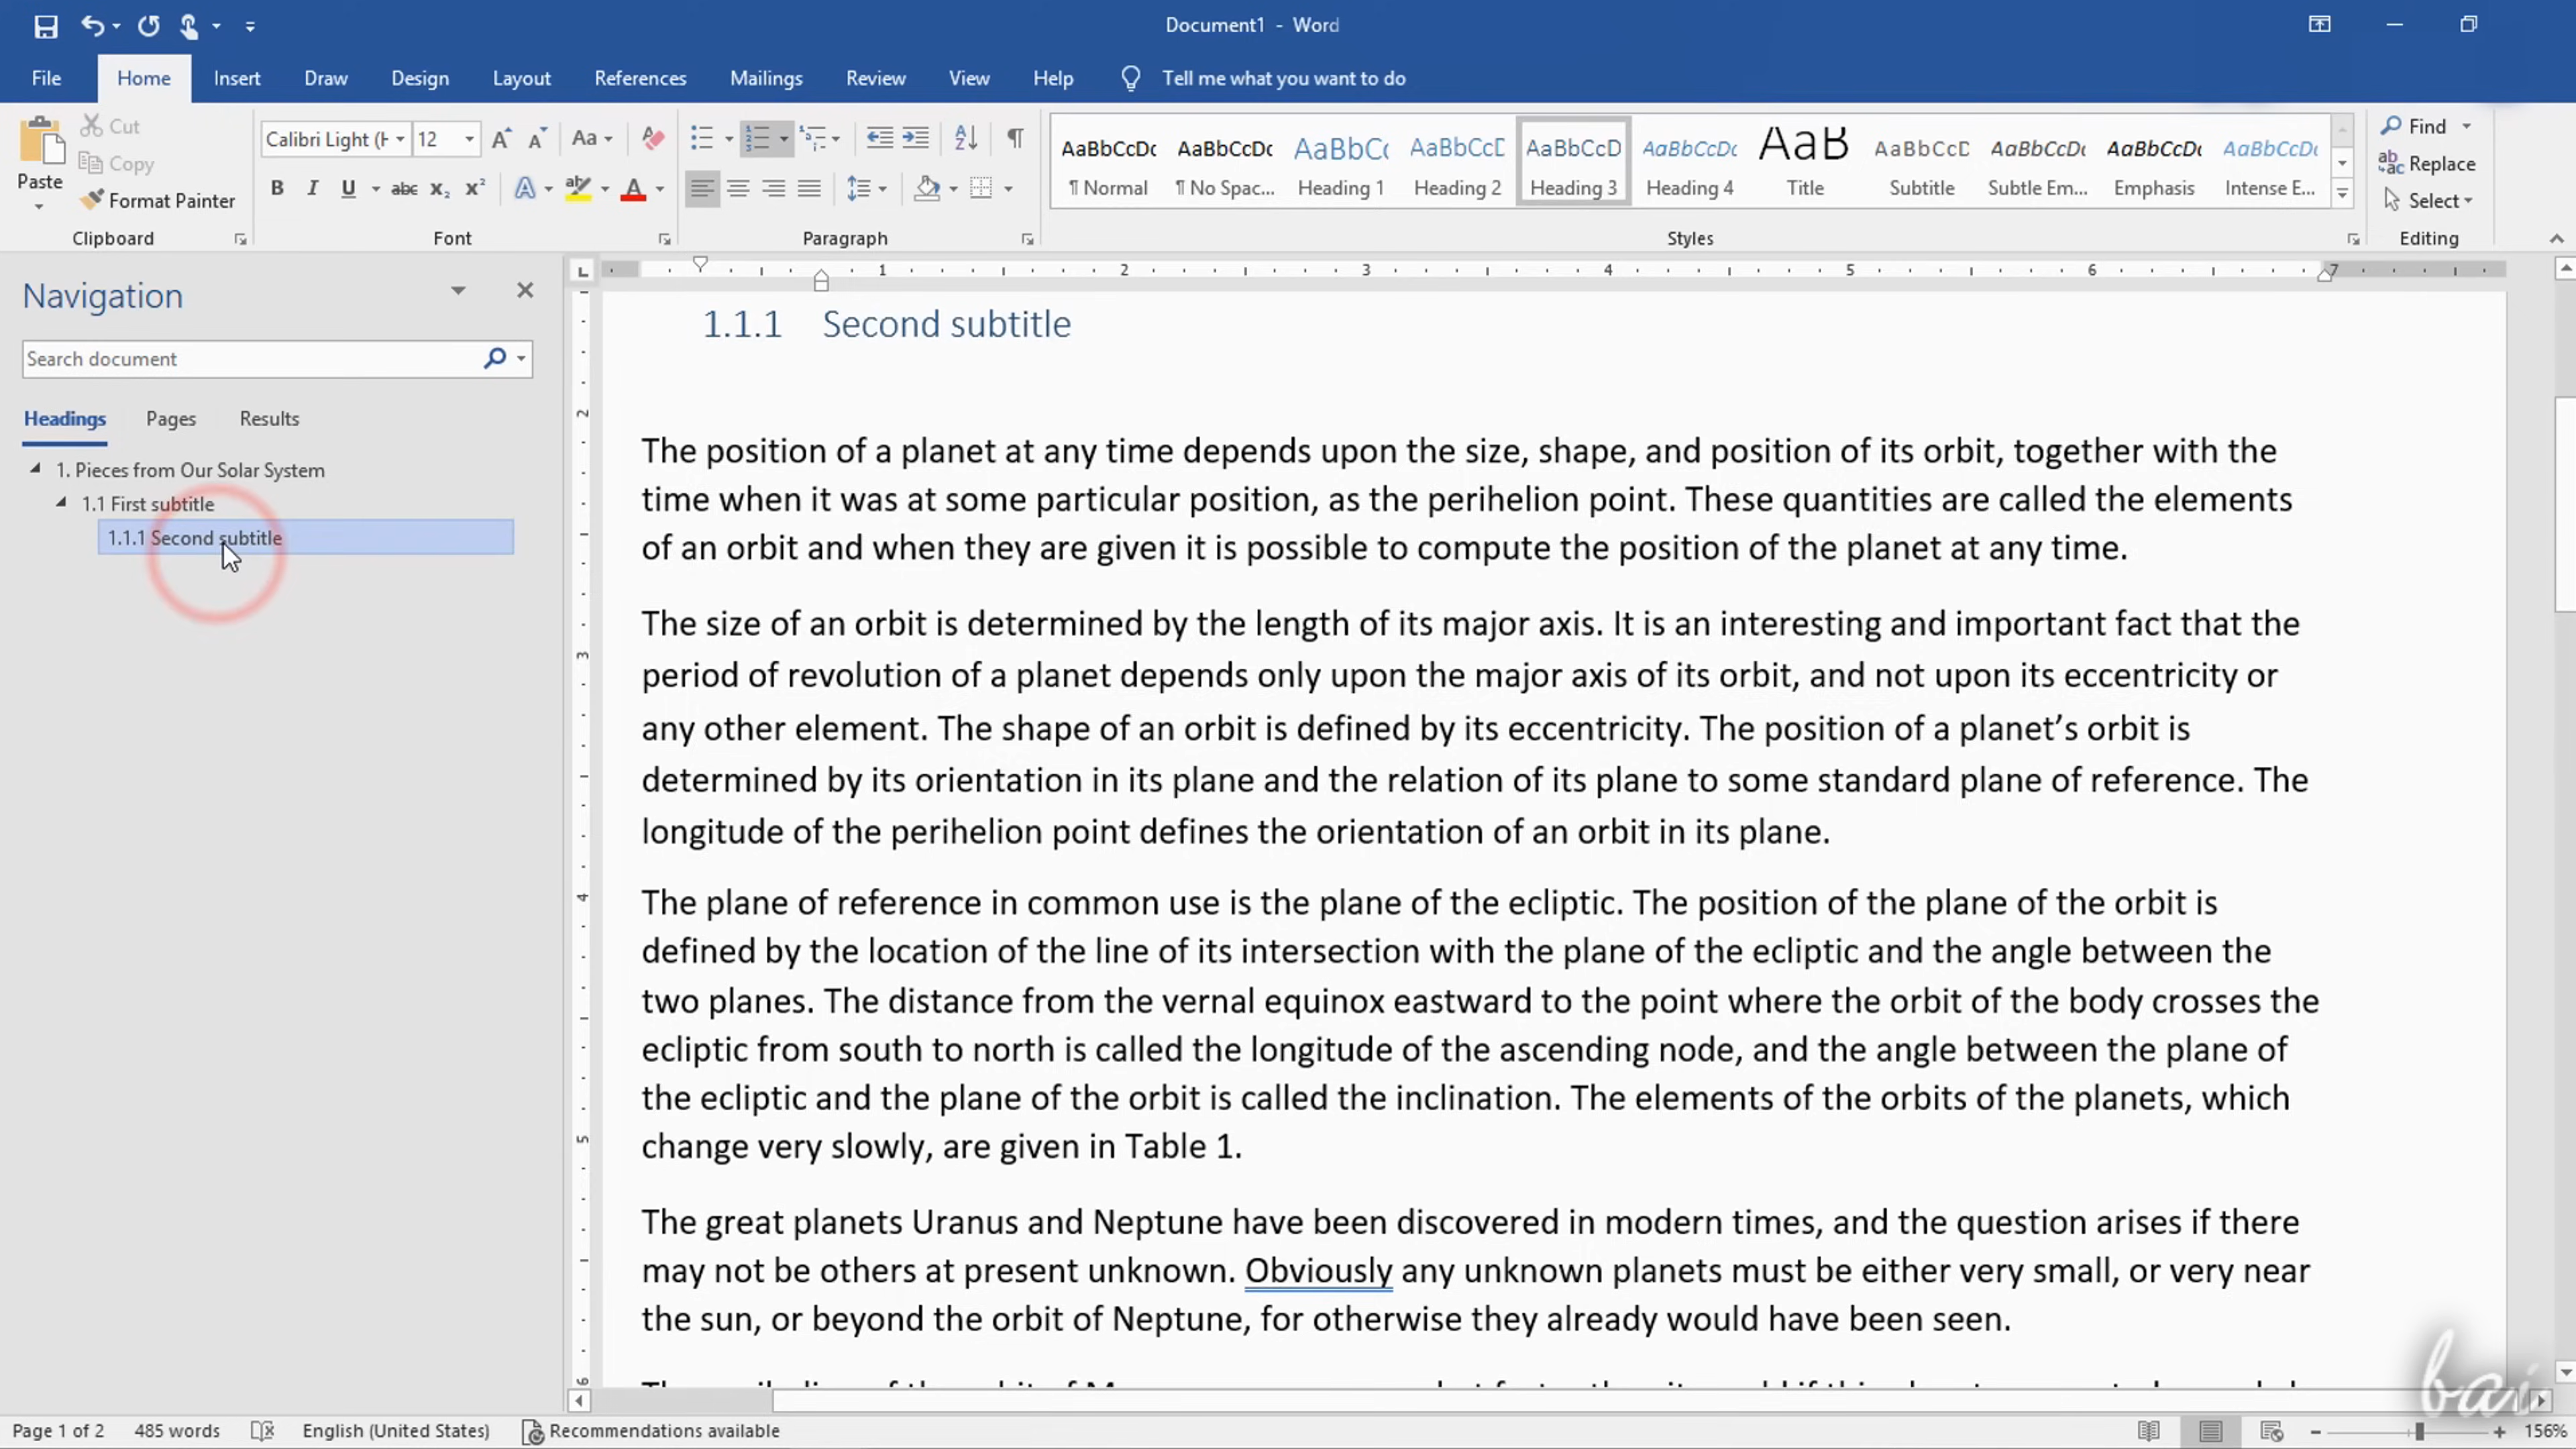 Document1 - Word
File Home Insert Draw Design Layout References Mailings Review View Help Tell me what you want to do
Paste
Cut
Copy
Format Painter
Clipboard
Calibri Light (H 12
Aa
B I U abc x₂ x² A ab A
Font
Paragraph
AaBbCcDc ¶ Normal
AaBbCcDc ¶ No Spac...
AaBbCc Heading 1
AaBbCcD Heading 2
AaBbCcD Heading 3
AaBbCcDc Heading 4
AaB Title
AaBbCcD Subtitle
AaBbCcDc Subtle Em...
AaBbCcDc Emphasis
AaBbCcDc Intense E...
Styles
Find
Replace
Select
Editing
Navigation
Search document
Headings Pages Results
1. Pieces from Our Solar System
1.1 First subtitle
1.1.1 Second subtitle
1 2 3 4 5 6 7
2
3
4
5
6
1.1.1 Second subtitle
The position of a planet at any time depends upon the size, shape, and position of its orbit, together with the
time when it was at some particular position, as the perihelion point. These quantities are called the elements
of an orbit and when they are given it is possible to compute the position of the planet at any time.
The size of an orbit is determined by the length of its major axis. It is an interesting and important fact that the
period of revolution of a planet depends only upon the major axis of its orbit, and not upon its eccentricity or
any other element. The shape of an orbit is defined by its eccentricity. The position of a planet’s orbit is
determined by its orientation in its plane and the relation of its plane to some standard plane of reference. The
longitude of the perihelion point defines the orientation of an orbit in its plane.
The plane of reference in common use is the plane of the ecliptic. The position of the plane of the orbit is
defined by the location of the line of its intersection with the plane of the ecliptic and the angle between the
two planes. The distance from the vernal equinox eastward to the point where the orbit of the body crosses the
ecliptic from south to north is called the longitude of the ascending node, and the angle between the plane of
the ecliptic and the plane of the orbit is called the inclination. The elements of the orbits of the planets, which
change very slowly, are given in Table 1.
The great planets Uranus and Neptune have been discovered in modern times, and the question arises if there
may not be others at present unknown. Obviously any unknown planets must be either very small, or very near
the sun, or beyond the orbit of Neptune, for otherwise they already would have been seen.
Page 1 of 2 485 words English (United States) Recommendations available 156%